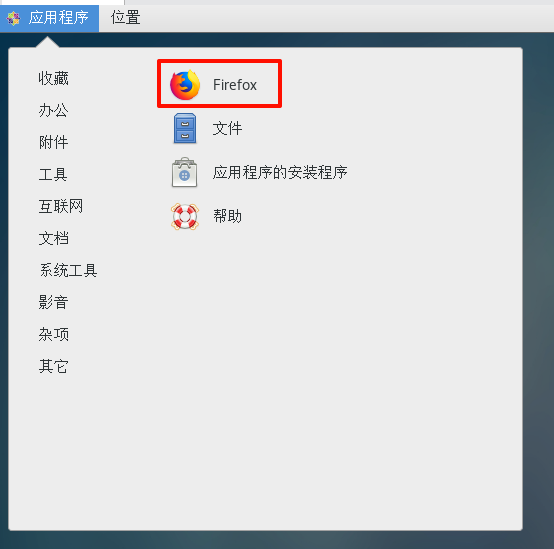 应用程序 位置
收藏
办公
附件
工具
互联网
文档
系统工具
影音
杂项
其它
Firefox
文件
应用程序的安装程序
帮助